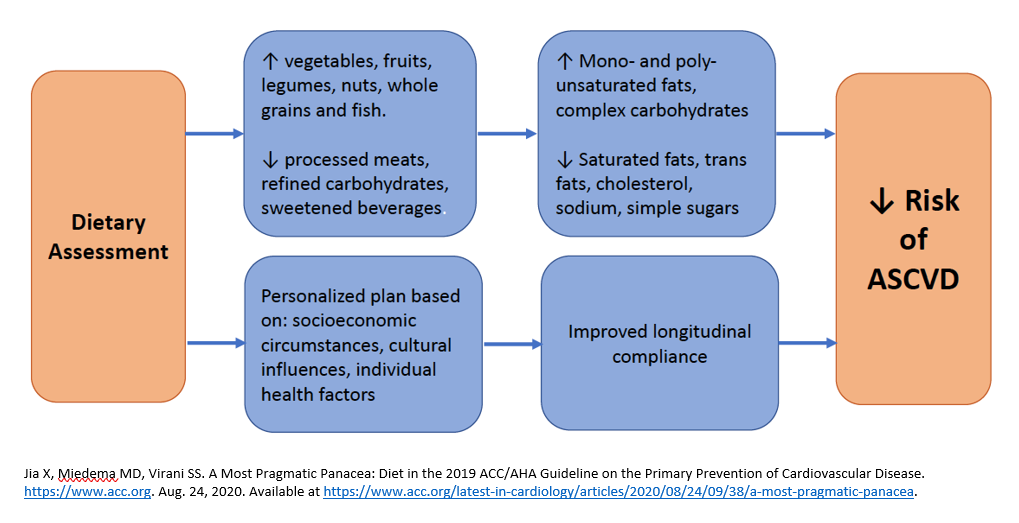 Dietary
Assessment
↑ vegetables, fruits,
legumes, nuts, whole
grains and fish.
↓ processed meats,
refined carbohydrates,
sweetened beverages.
↑ Mono- and poly-
unsaturated fats,
complex carbohydrates
↓ Saturated fats, trans
fats, cholesterol,
sodium, simple sugars
Personalized plan based
on: socioeconomic
circumstances, cultural
influences, individual
health factors
Improved longitudinal
compliance
↓ Risk
of
ASCVD
Jia X, Miedema MD, Virani SS. A Most Pragmatic Panacea: Diet in the 2019 ACC/AHA Guideline on the Primary Prevention of Cardiovascular Disease.
https://www.acc.org. Aug. 24, 2020. Available at https://www.acc.org/latest-in-cardiology/articles/2020/08/24/09/38/a-most-pragmatic-panacea.